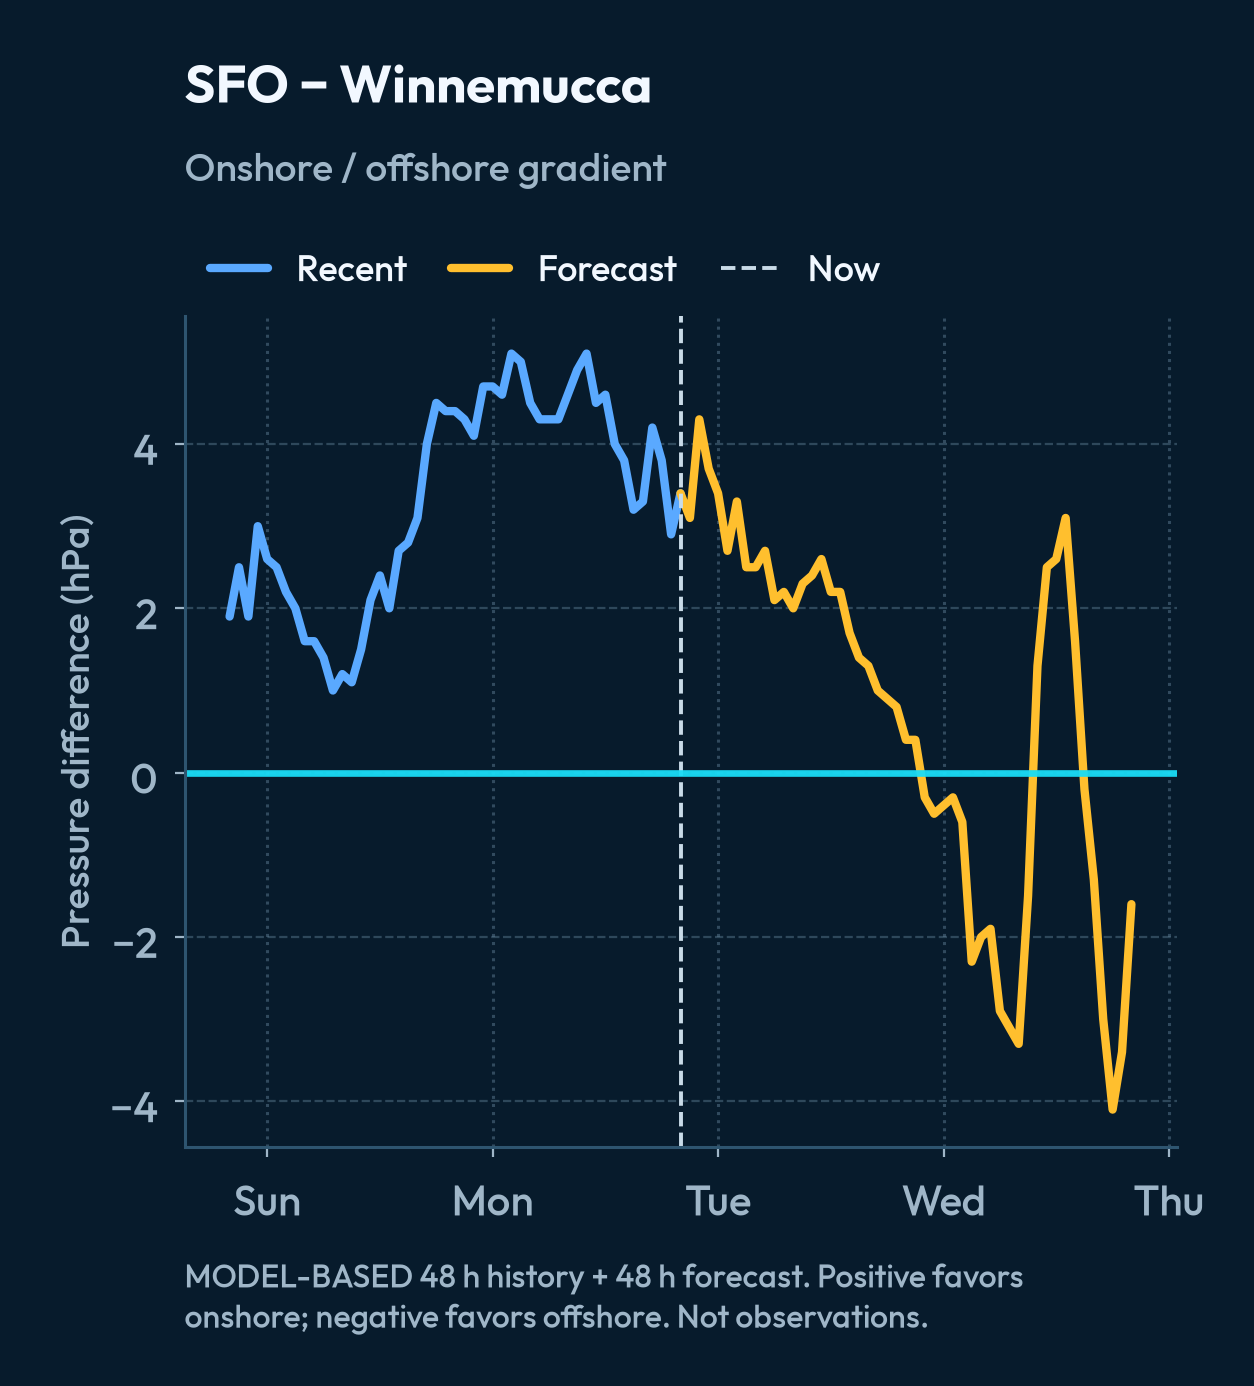 SFO – Winnemucca
Onshore / offshore gradient
Recent Forecast Now
Pressure difference (hPa)
4
2
0
−2
−4
Sun Mon Tue Wed Thu
MODEL-BASED 48 h history + 48 h forecast. Positive favors
onshore; negative favors offshore. Not observations.